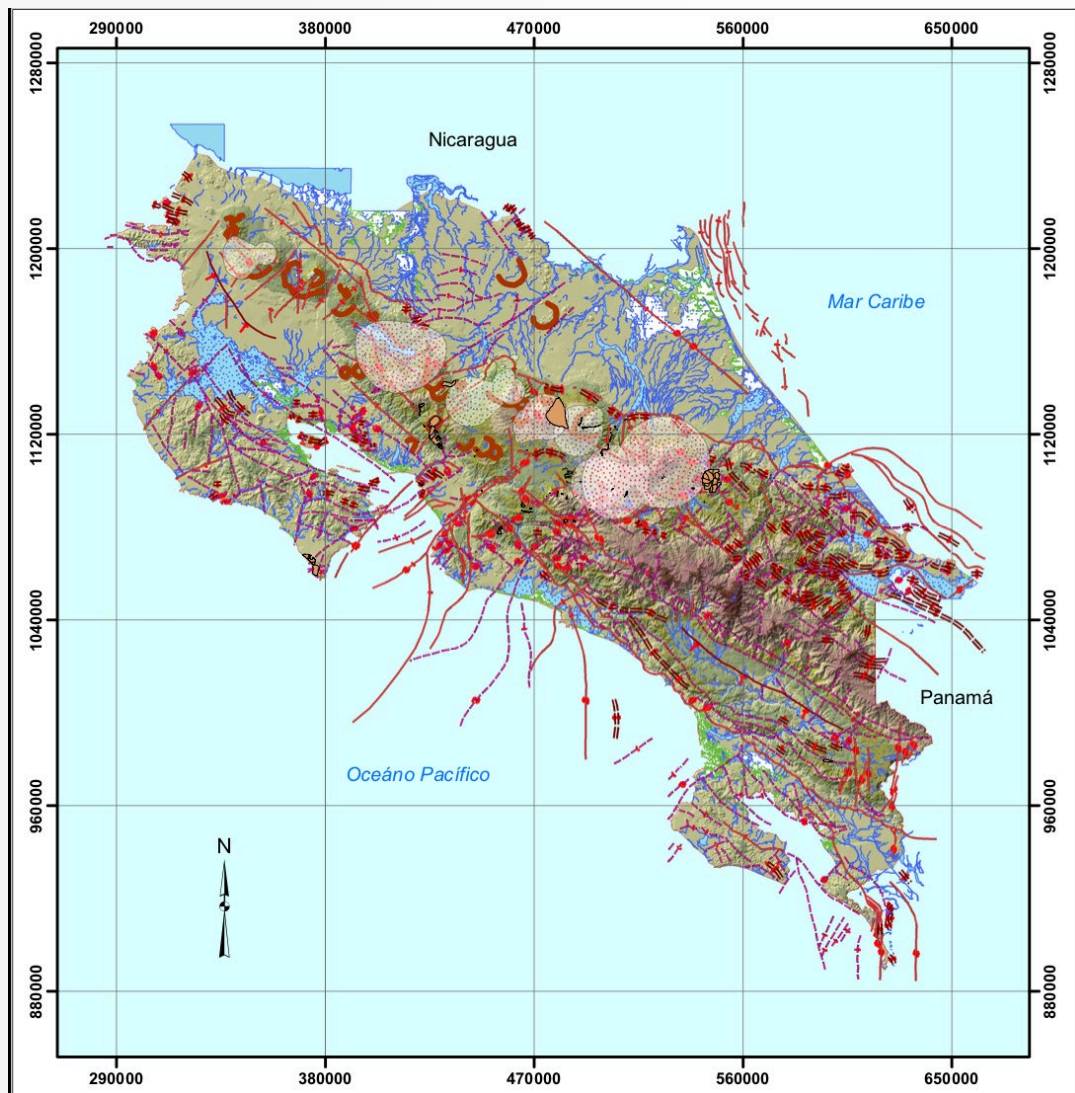 290000 380000 470000 560000 650000
1280000 1280000
Nicaragua
1200000 1200000
Mar Caribe
1120000 1120000
1040000 1040000
Panamá
Oceáno Pacífico
960000 960000
N
880000 880000
290000 380000 470000 560000 650000